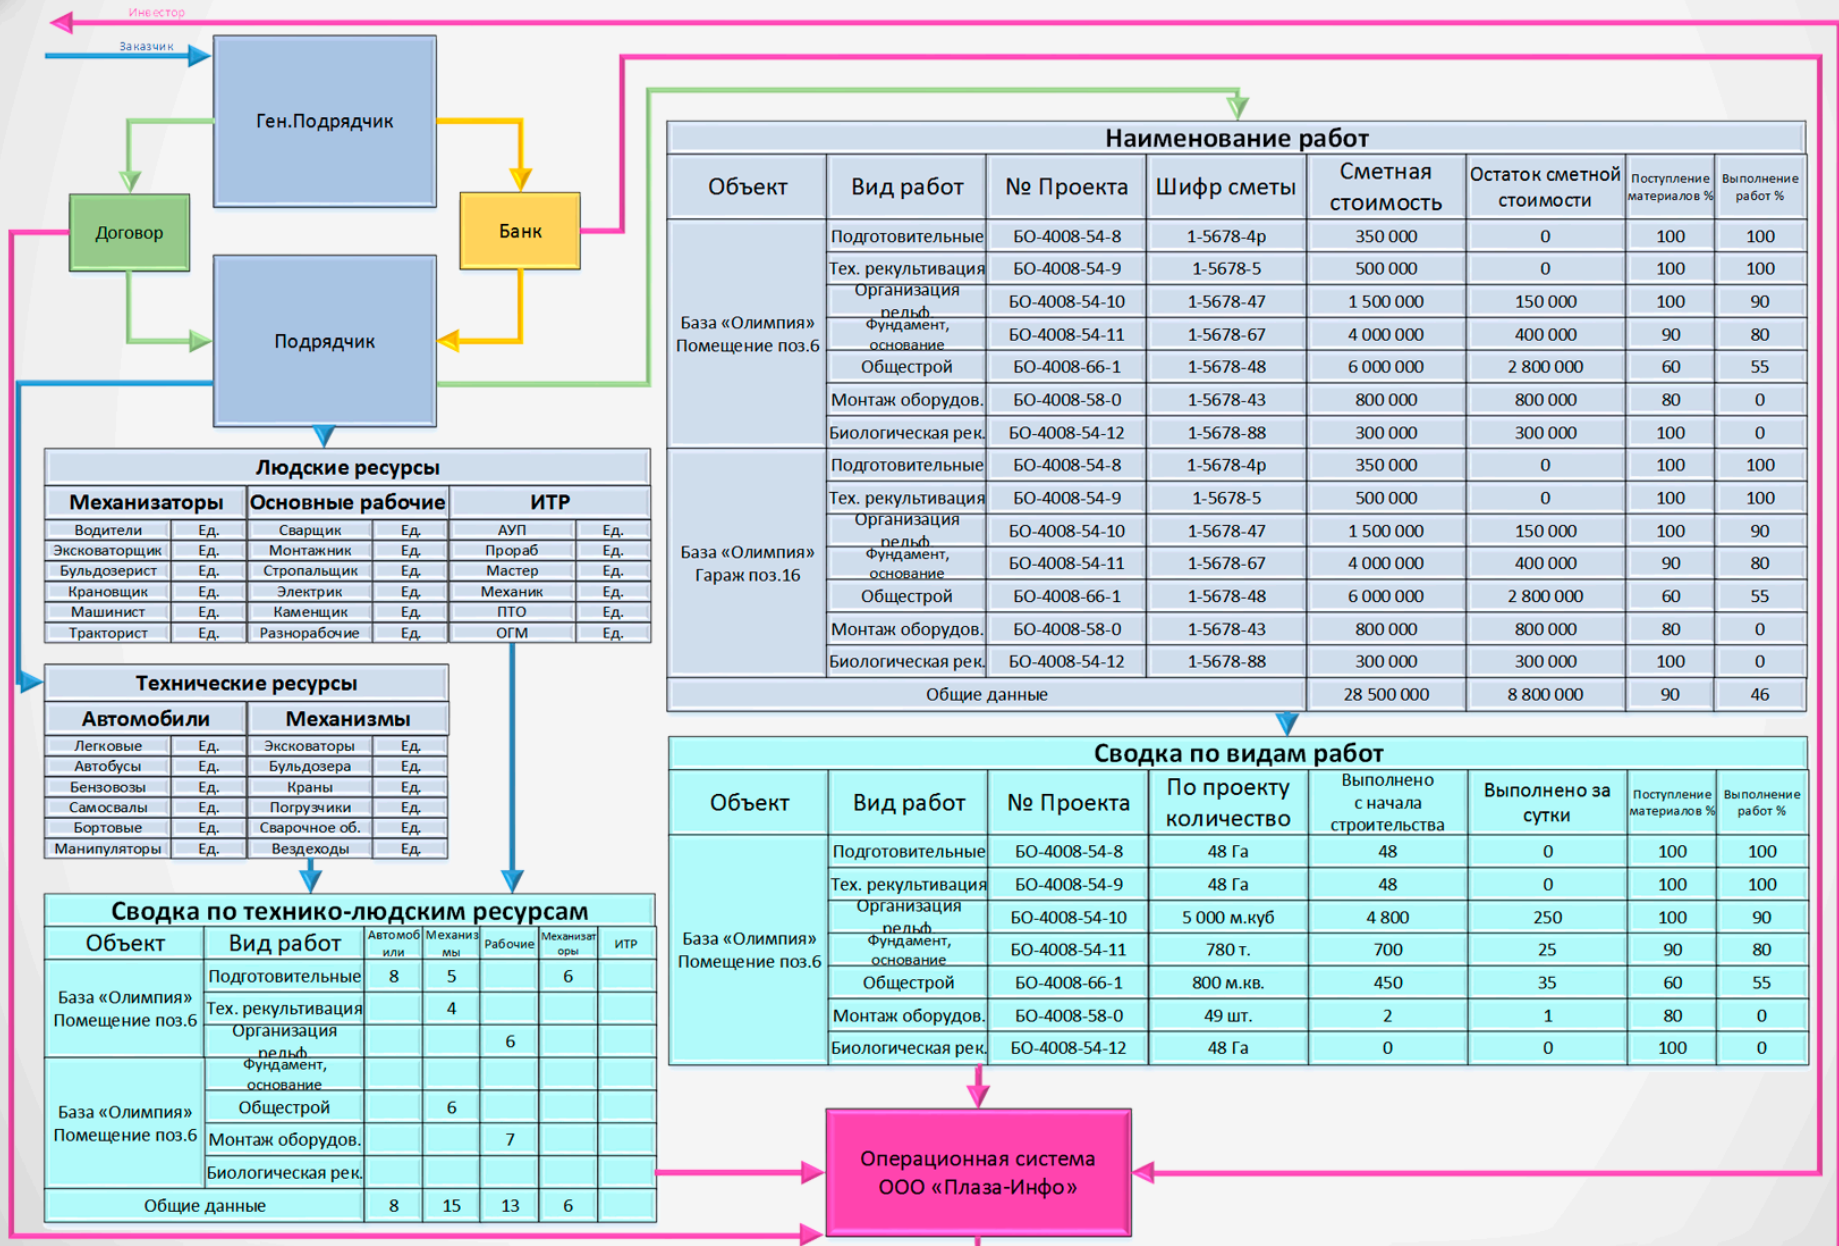 Инвестор
Заказчик
Ген.Подрядчик
Договор
Банк
Подрядчик
Людские ресурсы
Механизаторы Основные рабочие ИТР
Водители Ед. Сварщик Ед. АУП Ед.
Эксковаторщик Ед. Монтажник Ед. Прораб Ед.
Бульдозерист Ед. Стропальщик Ед. Мастер Ед.
Крановщик Ед. Электрик Ед. Механик Ед.
Машинист Ед. Каменщик Ед. ПТО Ед.
Тракторист Ед. Разнорабочие Ед. ОГМ Ед.
Технические ресурсы
Автомобили Механизмы
Легковые Ед. Эксковаторы Ед.
Автобусы Ед. Бульдозера Ед.
Бензовозы Ед. Краны Ед.
Самосвалы Ед. Погрузчики Ед.
Бортовые Ед. Сварочное об. Ед.
Манипуляторы Ед. Вездеходы Ед.
Сводка по технико-людским ресурсам
Объект Вид работ Автомоб Механиз Рабочие Механизат ИТР
или мы оры
База «Олимпия»
Помещение поз.6
Подготовительные 8 5 6
Тех. рекультивация 4
Организация
рельф 6
База «Олимпия»
Помещение поз.6
Фундамент,
основание
Общестрой 6
Монтаж оборудов. 7
Биологическая рек.
Общие данные 8 15 13 6
Наименование работ
Объект Вид работ № Проекта Шифр сметы Сметная Остаток сметной Поступление Выполнение
стоимость стоимости материалов % работ %
База «Олимпия»
Помещение поз.6
Подготовительные БО-4008-54-8 1-5678-4р 350 000 0 100 100
Тех. рекультивация БО-4008-54-9 1-5678-5 500 000 0 100 100
Организация
рельф БО-4008-54-10 1-5678-47 1 500 000 150 000 100 90
Фундамент,
основание БО-4008-54-11 1-5678-67 4 000 000 400 000 90 80
Общестрой БО-4008-66-1 1-5678-48 6 000 000 2 800 000 60 55
Монтаж оборудов. БО-4008-58-0 1-5678-43 800 000 800 000 80 0
Биологическая рек. БО-4008-54-12 1-5678-88 300 000 300 000 100 0
База «Олимпия»
Гараж поз.16
Подготовительные БО-4008-54-8 1-5678-4р 350 000 0 100 100
Тех. рекультивация БО-4008-54-9 1-5678-5 500 000 0 100 100
Организация
рельф БО-4008-54-10 1-5678-47 1 500 000 150 000 100 90
Фундамент,
основание БО-4008-54-11 1-5678-67 4 000 000 400 000 90 80
Общестрой БО-4008-66-1 1-5678-48 6 000 000 2 800 000 60 55
Монтаж оборудов. БО-4008-58-0 1-5678-43 800 000 800 000 80 0
Биологическая рек. БО-4008-54-12 1-5678-88 300 000 300 000 100 0
Общие данные 28 500 000 8 800 000 90 46
Сводка по видам работ
Объект Вид работ № Проекта По проекту Выполнено Выполнено за Поступление Выполнение
количество с начала сутки материалов % работ %
строительства
База «Олимпия»
Помещение поз.6
Подготовительные БО-4008-54-8 48 Га 48 0 100 100
Тех. рекультивация БО-4008-54-9 48 Га 48 0 100 100
Организация
рельф БО-4008-54-10 5 000 м.куб 4 800 250 100 90
Фундамент,
основание БО-4008-54-11 780 т. 700 25 90 80
Общестрой БО-4008-66-1 800 м.кв. 450 35 60 55
Монтаж оборудов. БО-4008-58-0 49 шт. 2 1 80 0
Биологическая рек. БО-4008-54-12 48 Га 0 0 100 0
Операционная система
ООО «Плаза-Инфо»